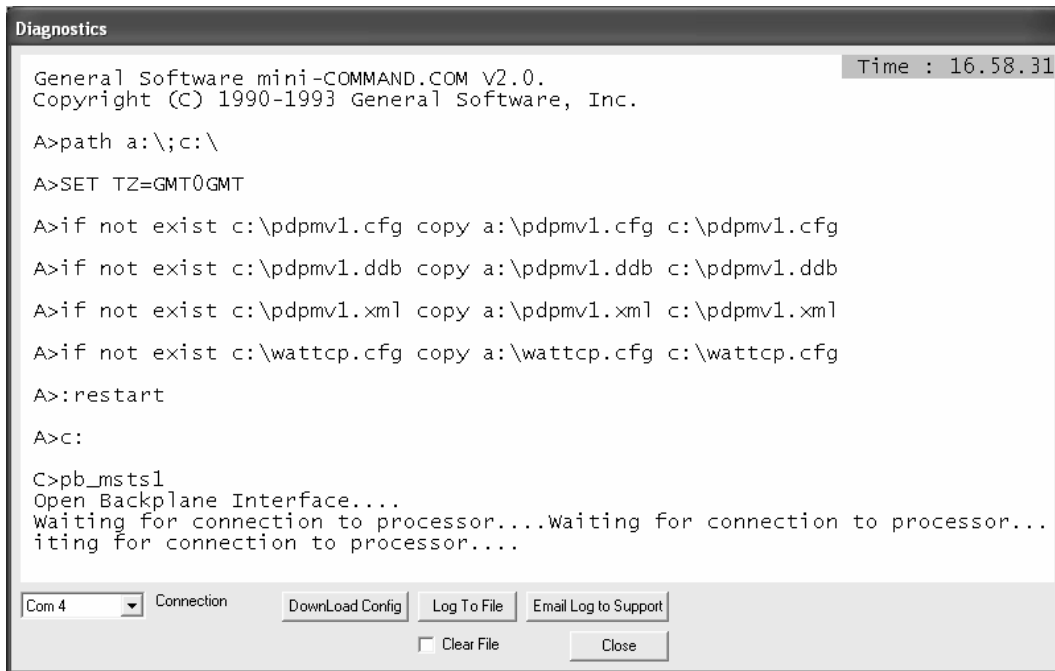 Diagnostics
Time : 16.58.31
General Software mini-COMMAND.COM V2.0.
Copyright (C) 1990-1993 General Software, Inc.
A>path a:\;c:\
A>SET TZ=GMT0GMT
A>if not exist c:\pdpmv1.cfg copy a:\pdpmv1.cfg c:\pdpmv1.cfg
A>if not exist c:\pdpmv1.ddb copy a:\pdpmv1.ddb c:\pdpmv1.ddb
A>if not exist c:\pdpmv1.xml copy a:\pdpmv1.xml c:\pdpmv1.xml
A>if not exist c:\wattcp.cfg copy a:\wattcp.cfg c:\wattcp.cfg
A>:restart
A>c:
C>pb_msts1
Open Backplane Interface....
Waiting for connection to processor....Waiting for connection to processor...
iting for connection to processor....
Com 4 Connection DownLoad Config Log To File Email Log to Support
Clear File Close